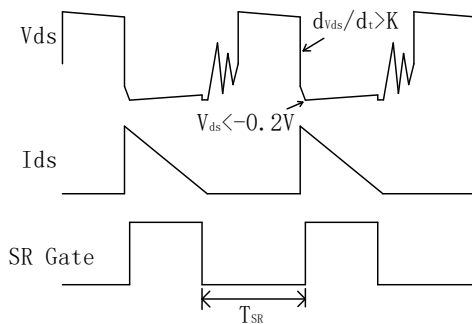 Vds
dVds/dt>K
Vds<-0.2V
Ids
SR Gate
TSR